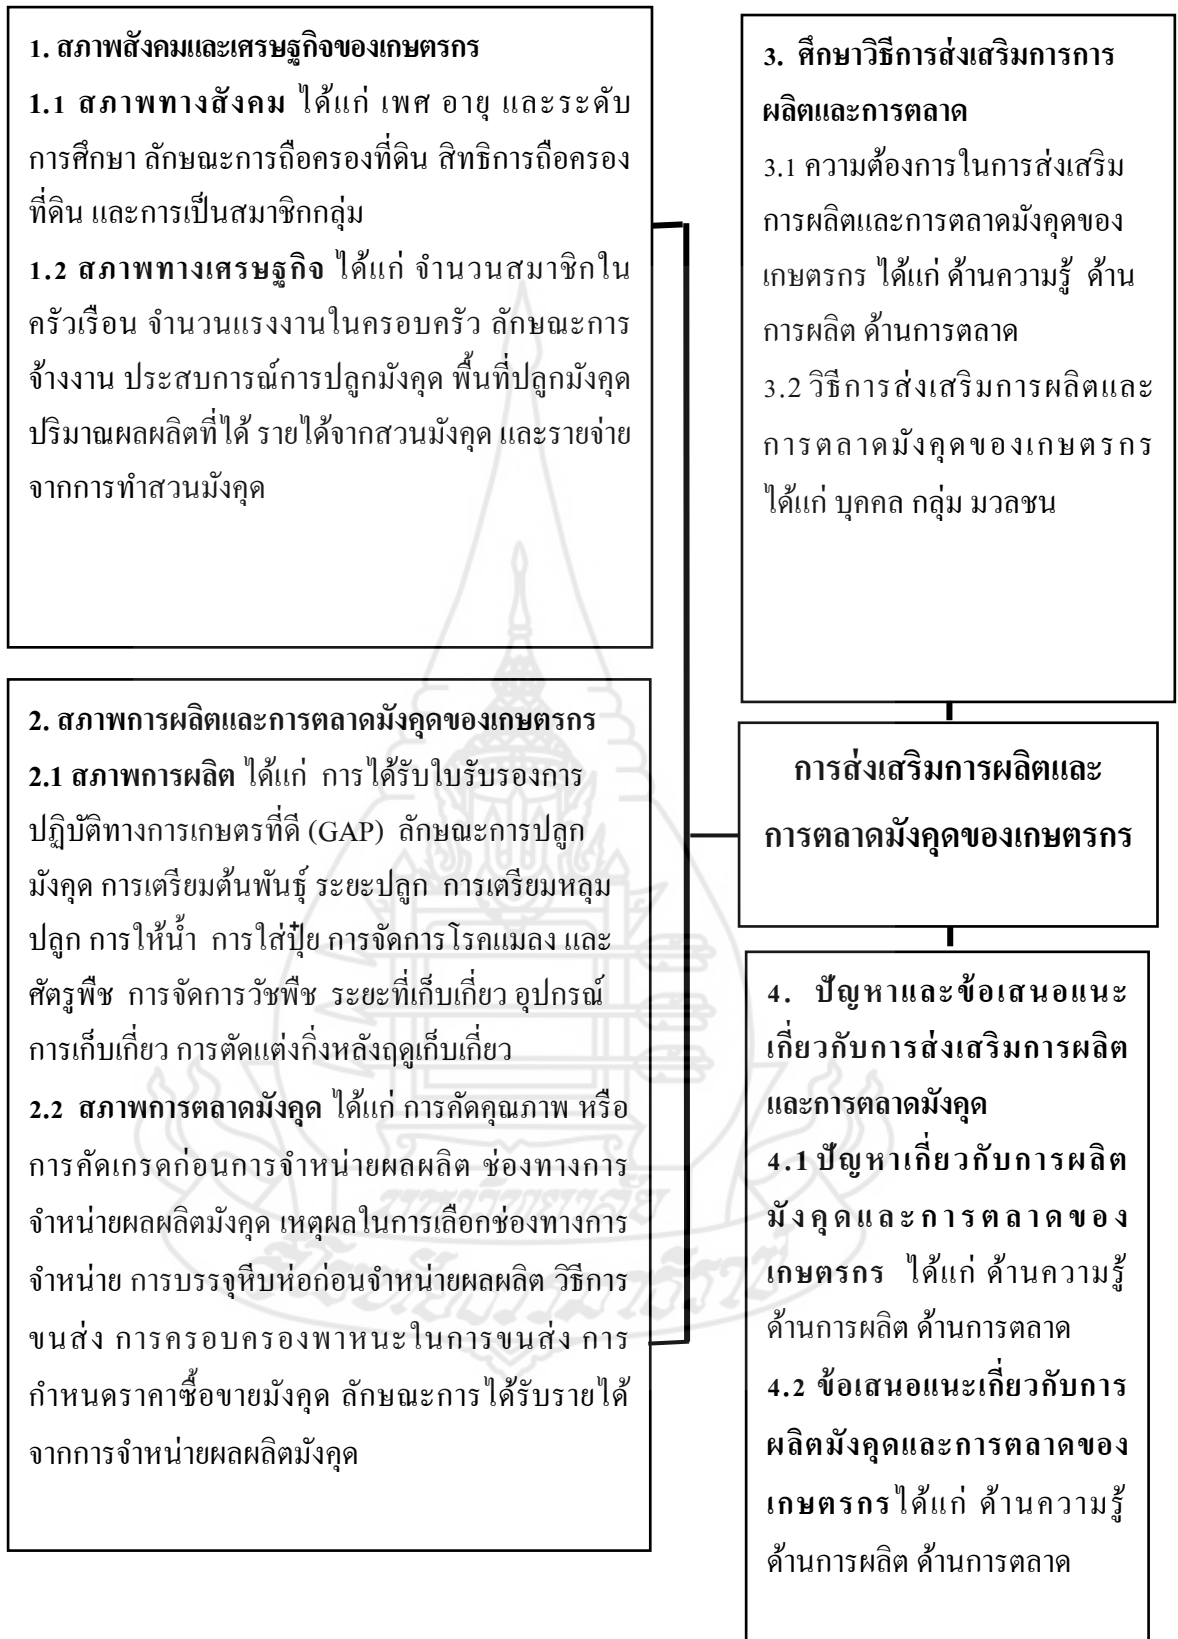 1. สภาพสังคมและเศรษฐกิจของเกษตรกร
1.1 สภาพทางสังคม ได้แก่ เพศ อายุ และระดับ
การศึกษา ลักษณะการถือครองที่ดิน สิทธิการถือครอง
ที่ดิน และการเป็นสมาชิกกลุ่ม
1.2 สภาพทางเศรษฐกิจ ได้แก่ จำนวนสมาชิกใน
ครัวเรือน จำนวนแรงงานในครอบครัว ลักษณะการ
จ้างงาน ประสบการณ์การปลูกมังคุด พื้นที่ปลูกมังคุด
ปริมาณผลผลิตที่ได้ รายได้จากสวนมังคุด และรายจ่าย
จากการทำสวนมังคุด
2. สภาพการผลิตและการตลาดมังคุดของเกษตรกร
2.1 สภาพการผลิต ได้แก่ การได้รับใบรับรองการ
ปฏิบัติทางการเกษตรที่ดี (GAP) ลักษณะการปลูก
มังคุด การเตรียมต้นพันธุ์ ระยะปลูก การเตรียมหลุม
ปลูก การให้น้ำ การใส่ปุ๋ย การจัดการโรคแมลง และ
ศัตรูพืช การจัดการวัชพืช ระยะที่เก็บเกี่ยว อุปกรณ์
การเก็บเกี่ยว การตัดแต่งกิ่งหลังฤดูเก็บเกี่ยว
2.2 สภาพการตลาดมังคุด ได้แก่ การคัดคุณภาพ หรือ
การคัดเกรดก่อนการจำหน่ายผลผลิต ช่องทางการ
จำหน่ายผลผลิตมังคุด เหตุผลในการเลือกช่องทางการ
จำหน่าย การบรรจุหีบห่อก่อนจำหน่ายผลผลิต วิธีการ
ขนส่ง การครอบครองพาหนะในการขนส่ง การ
กำหนดราคาซื้อขายมังคุด ลักษณะการได้รับรายได้
จากการจำหน่ายผลผลิตมังคุด
3. ศึกษาวิธีการส่งเสริมการการ
ผลิตและการตลาด
3.1 ความต้องการในการส่งเสริม
การผลิตและการตลาดมังคุดของ
เกษตรกร ได้แก่ ด้านความรู้ ด้าน
การผลิต ด้านการตลาด
3.2 วิธีการส่งเสริมการผลิตและ
การตลาดมังคุดของเกษตรกร
ได้แก่ บุคคล กลุ่ม มวลชน
การส่งเสริมการผลิตและ
การตลาดมังคุดของเกษตรกร
4. ปัญหาและข้อเสนอแนะ
เกี่ยวกับการส่งเสริมการผลิต
และการตลาดมังคุด
4.1 ปัญหาเกี่ยวกับการผลิต
มังคุดและการตลาดของ
เกษตรกร ได้แก่ ด้านความรู้
ด้านการผลิต ด้านการตลาด
4.2 ข้อเสนอแนะเกี่ยวกับการ
ผลิตมังคุดและการตลาดของ
เกษตรกรได้แก่ ด้านความรู้
ด้านการผลิต ด้านการตลาด
มหาวิทยาลัย
สุโขทัยธรรมาธิราช